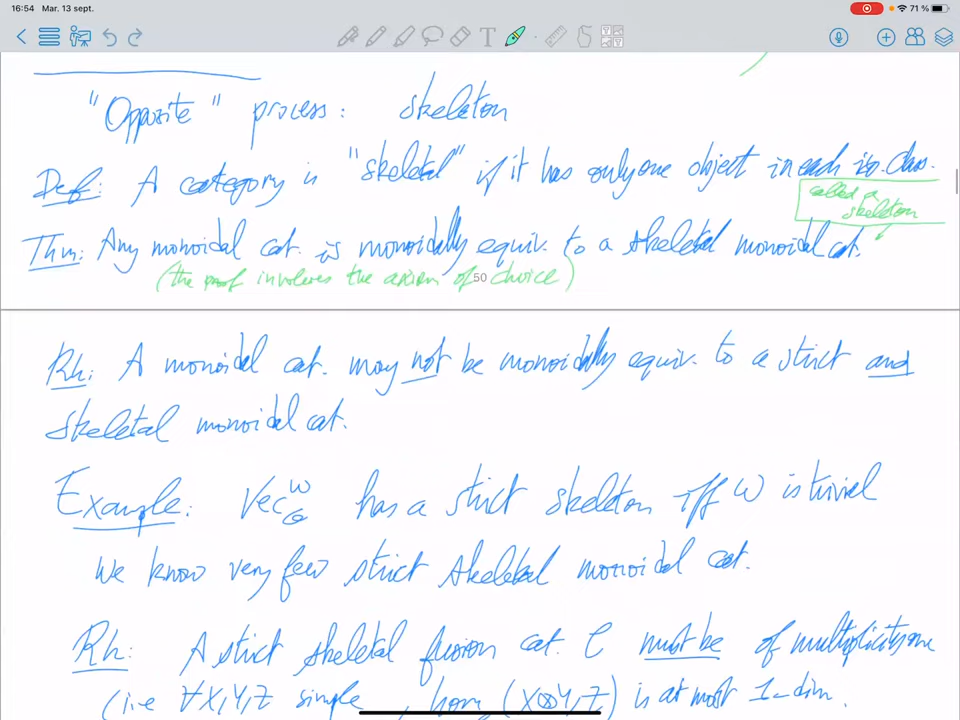 16:54 Mar. 13 sept.
71 %
"Opposite" process: skeleton
Def: A category is "skeletal" if it has only one object in each iso. class.
called a skeleton
Thm: Any monoidal cat. is monoidally equiv. to a skeletal monoidal cat.
(the proof involves the axiom of choice)
50
Rk: A monoidal cat. may not be monoidally equiv. to a strict and
skeletal monoidal cat.
Example: Vec_G^ω has a strict skeleton iff ω is trivial
We know very few strict skeletal monoidal cat.
Rk: A strict skeletal fusion cat. C must be of multiplicity one
(i.e ∀X,Y,Z simple, hom(X⊗Y,Z) is at most 1-dim.